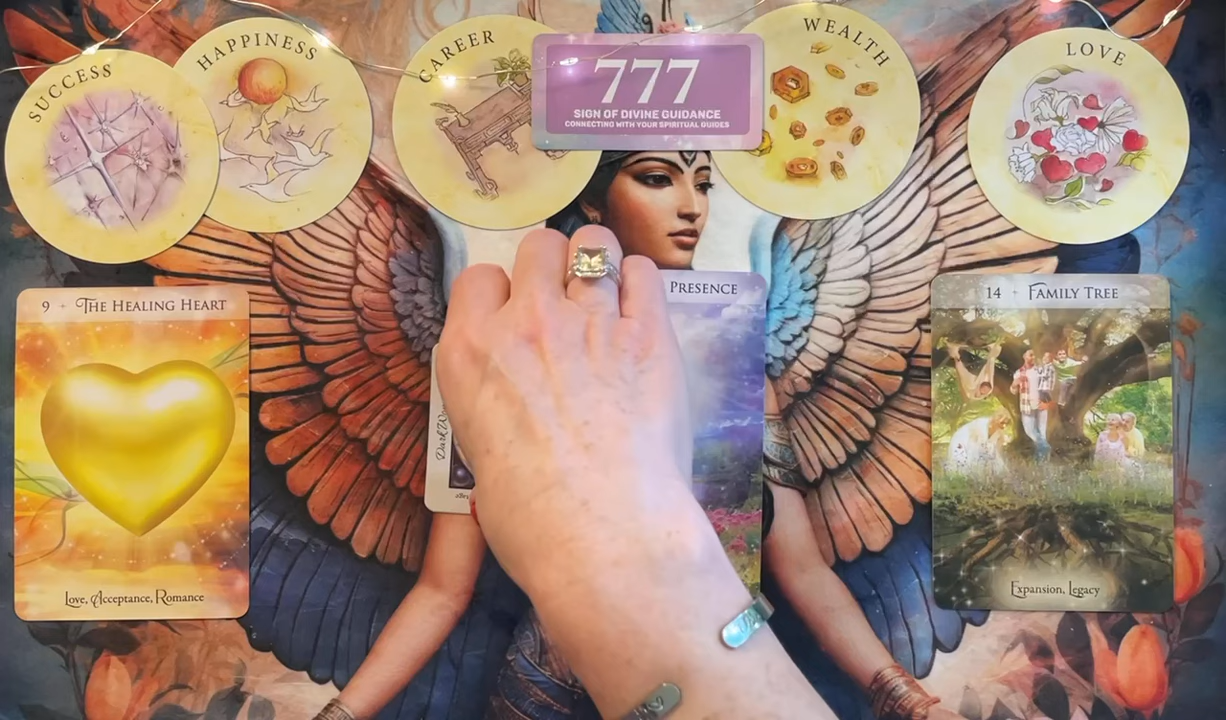 SUCCESS
HAPPINESS
CAREER
777
SIGN OF DIVINE GUIDANCE
CONNECTING WITH YOUR SPIRITUAL GUIDES
WEALTH
LOVE
9 + THE HEALING HEART
Love, Acceptance, Romance
PRESENCE
14 + FAMILY TREE
Expansion, Legacy